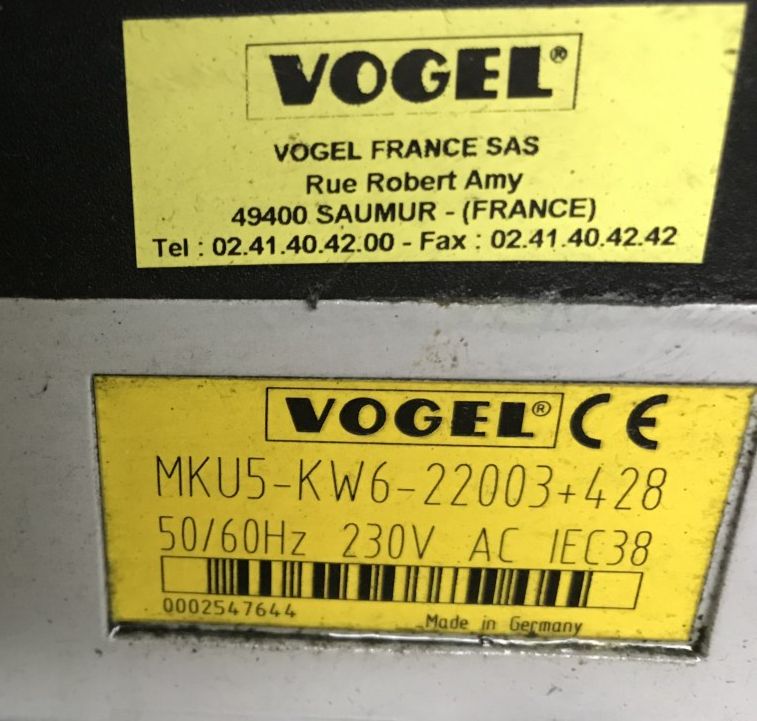 VOGEL®
VOGEL FRANCE SAS
Rue Robert Amy
49400 SAUMUR - (FRANCE)
Tel : 02.41.40.42.00 - Fax : 02.41.40.42.42
VOGEL® CE
MKU5-KW6-22003+428
50/60Hz 230V AC IEC38
0002547644
Made in Germany